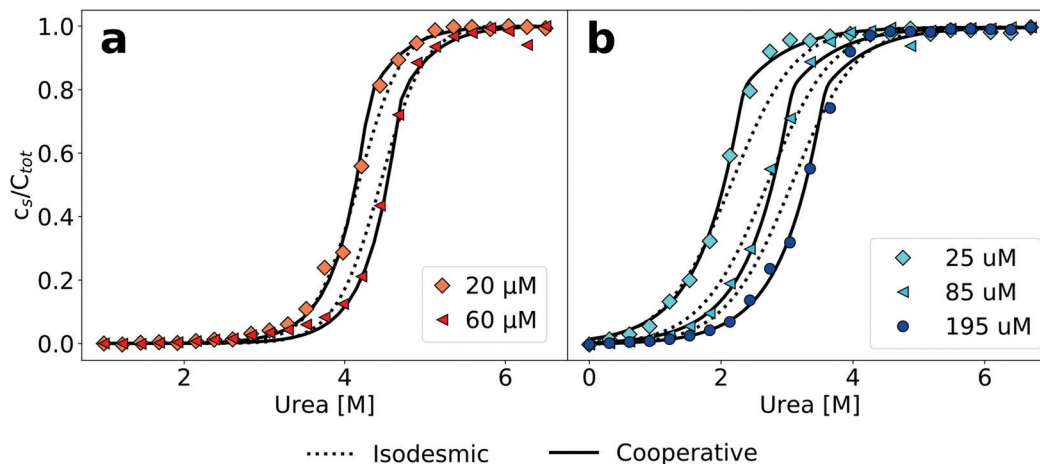 a
b
1.0
0.8
0.6
0.4
0.2
0.0
c_s/C_tot
20 μM
60 μM
25 uM
85 uM
195 uM
2 4 6
0 2 4 6
Urea [M]
Urea [M]
Isodesmic
Cooperative